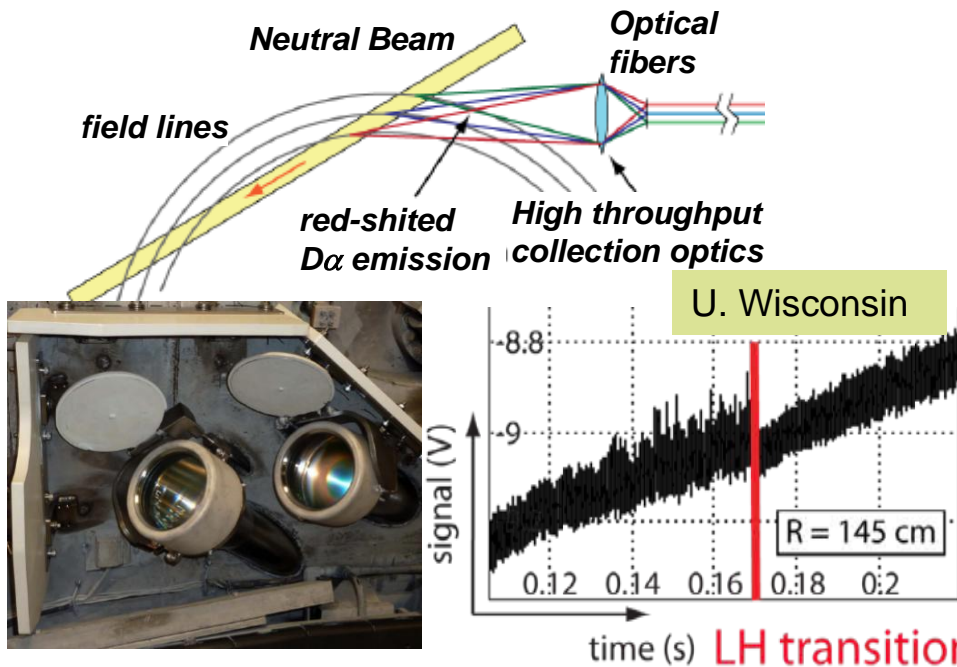 Neutral Beam
Optical
fibers
field lines
red-shited
Dα emission
High throughput
collection optics
U. Wisconsin
-8.8
-9
signal (V)
R = 145 cm
0.12
0.14
0.16
0.18
0.2
time (s)
LH transition